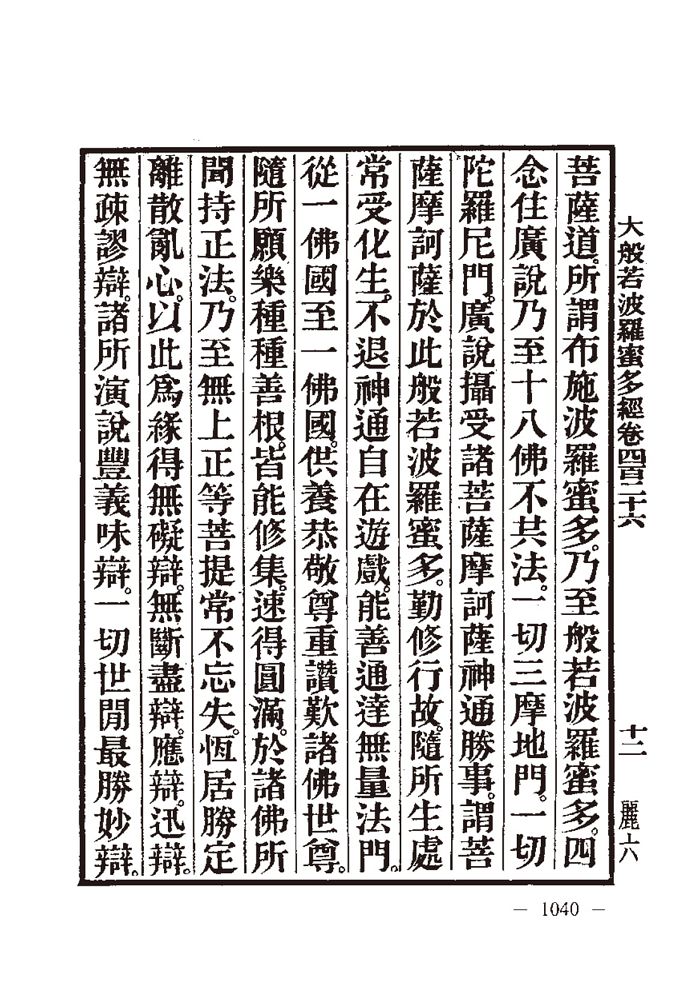 大般若波羅蜜多經卷四百二十六
十二
麗上六
菩薩道。所謂布施波羅蜜多。乃至般若波羅蜜多。四
念住廣說乃至十八佛不共法。一切三摩地門。一切
陀羅尼門。廣說攝受諸菩薩摩訶薩神通勝事。謂菩
薩摩訶薩於此般若波羅蜜多。勤修行故。隨所生處
常受化生。不退神通自在遊戲。能善通達無量法門。
從一佛國至一佛國。供養恭敬尊重讚歎諸佛世尊。
隨所願樂種種善根。皆能修集。速得圓滿。於諸佛所
聞持正法。乃至無上正等菩提常不忘失。恆居勝定
離散亂心。以此爲緣得無礙辯。無斷盡辯。應辯。迅辯。
無疎謬辯。諸所演說豐義味辯。一切世閒最勝妙辯。
— 1040 —